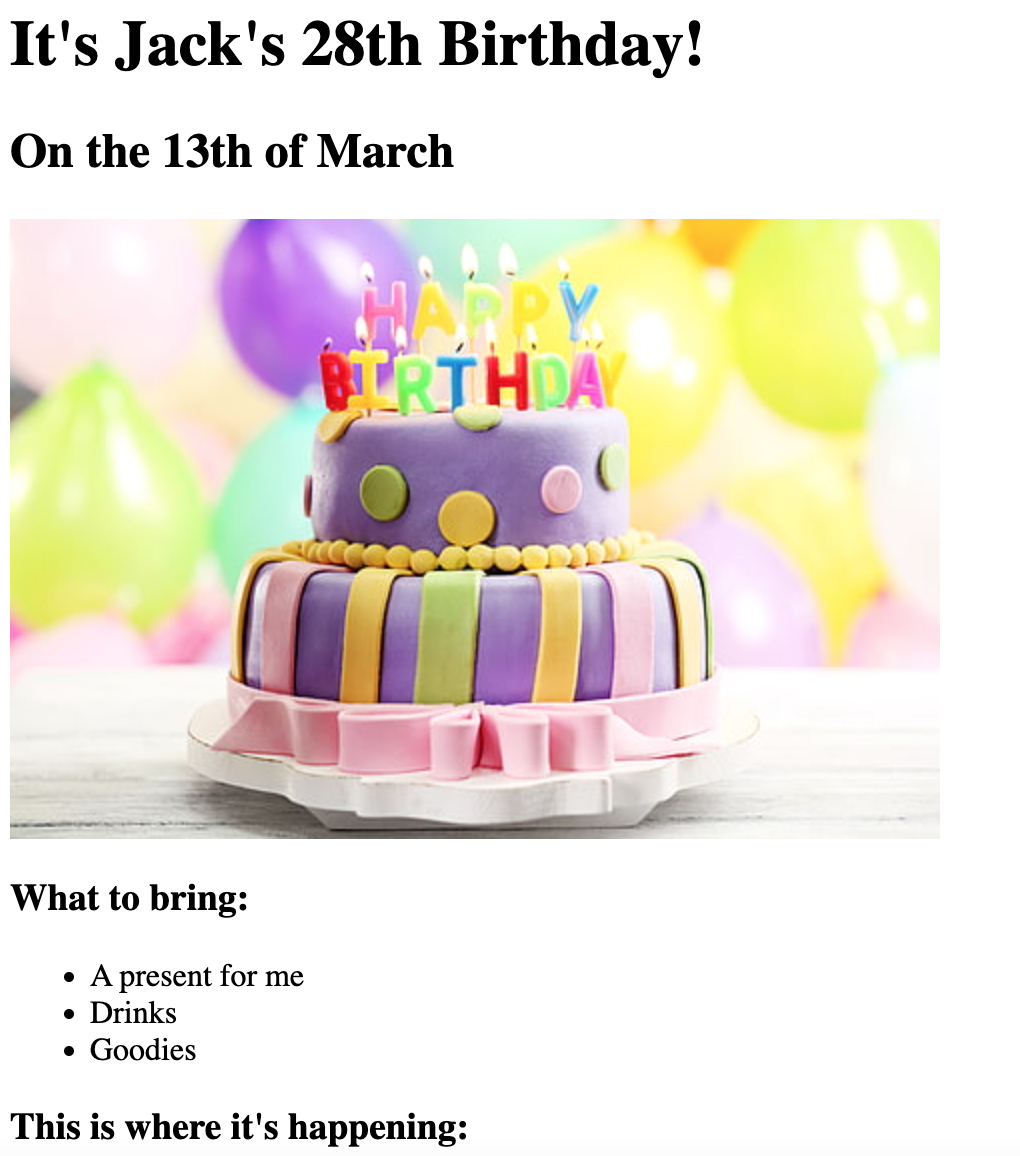 It's Jack's 28th Birthday!
On the 13th of March
HAPPY
BIRTHDAY
What to bring:
A present for me
Drinks
Goodies
This is where it's happening: